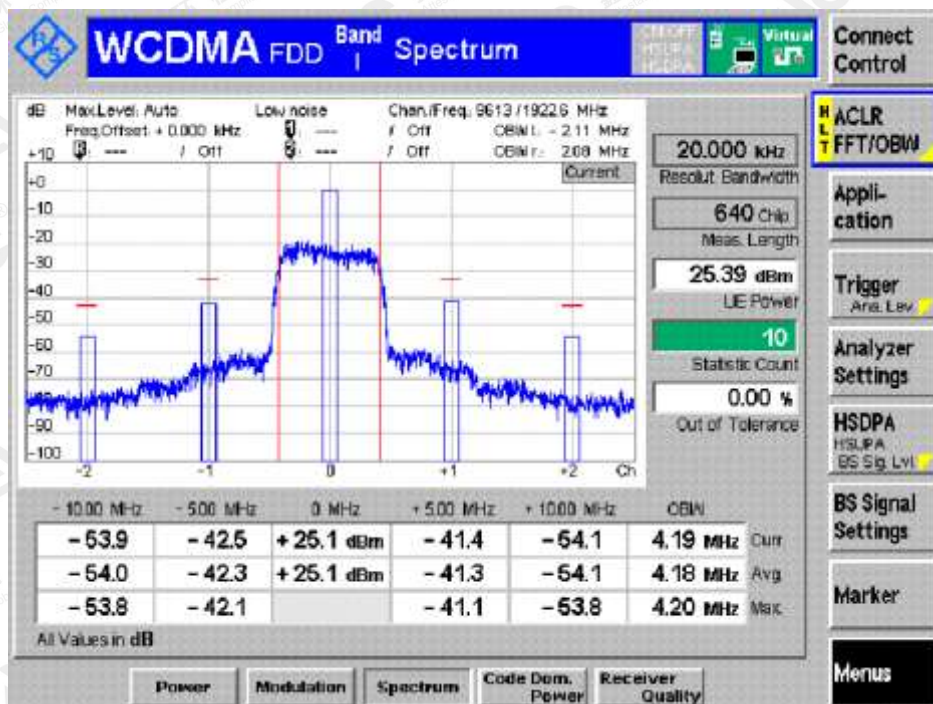 WCDMA FDD Band I Spectrum
Virtual
Connect Control
dB Max.Level: Auto Low noise Chan./Freq.: 9613 / 1922.6 MHz
Freq.Offset: + 0.000 kHz --- / Off OBW l.: - 2.11 MHz
--- / Off --- / Off OBW r.: 2.08 MHz
Current
+10
+0
-10
-20
-30
-40
-50
-60
-70
-90
-100
-2 -1 0 +1 +2 Ch
20.000 kHz
Resolut. Bandwidth
640 Chip
Meas. Length
25.39 dBm
UE Power
10
Statistic Count
0.00 %
Out of Tolerance
- 10.00 MHz - 5.00 MHz 0 MHz + 5.00 MHz + 10.00 MHz OBW
- 53.9 - 42.5 + 25.1 dBm - 41.4 - 54.1 4.19 MHz Curr
- 54.0 - 42.3 + 25.1 dBm - 41.3 - 54.1 4.18 MHz Avg
- 53.8 - 42.1 - 41.1 - 53.8 4.20 MHz Max
All Values in dB
HLT
ACLR
FFT/OBW
Appli-
cation
Trigger
Ana. Lev.
Analyzer
Settings
HSDPA
HSUPA
BS Sig. Lvl.
BS Signal
Settings
Marker
Menus
Power Modulation Spectrum Code Dom. Power Receiver Quality